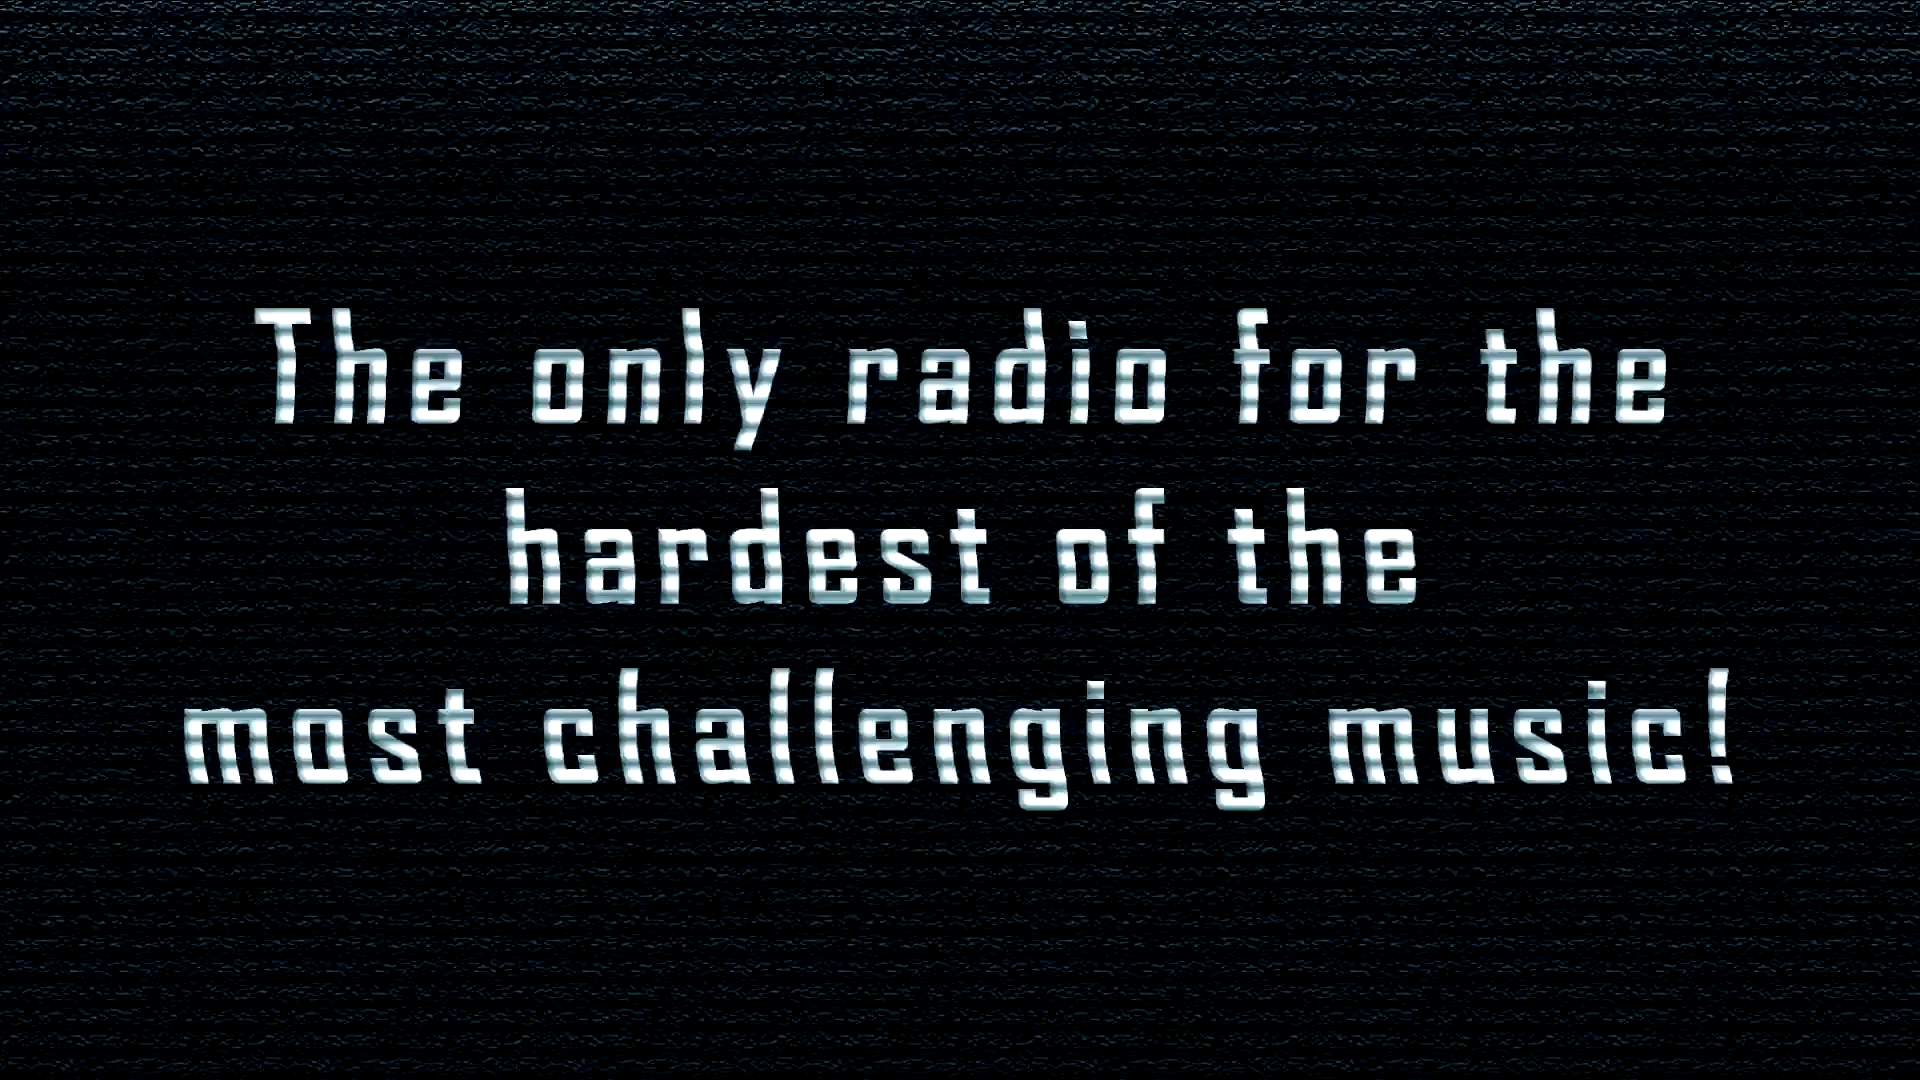 The only radio for the
hardest of the
most challenging music!